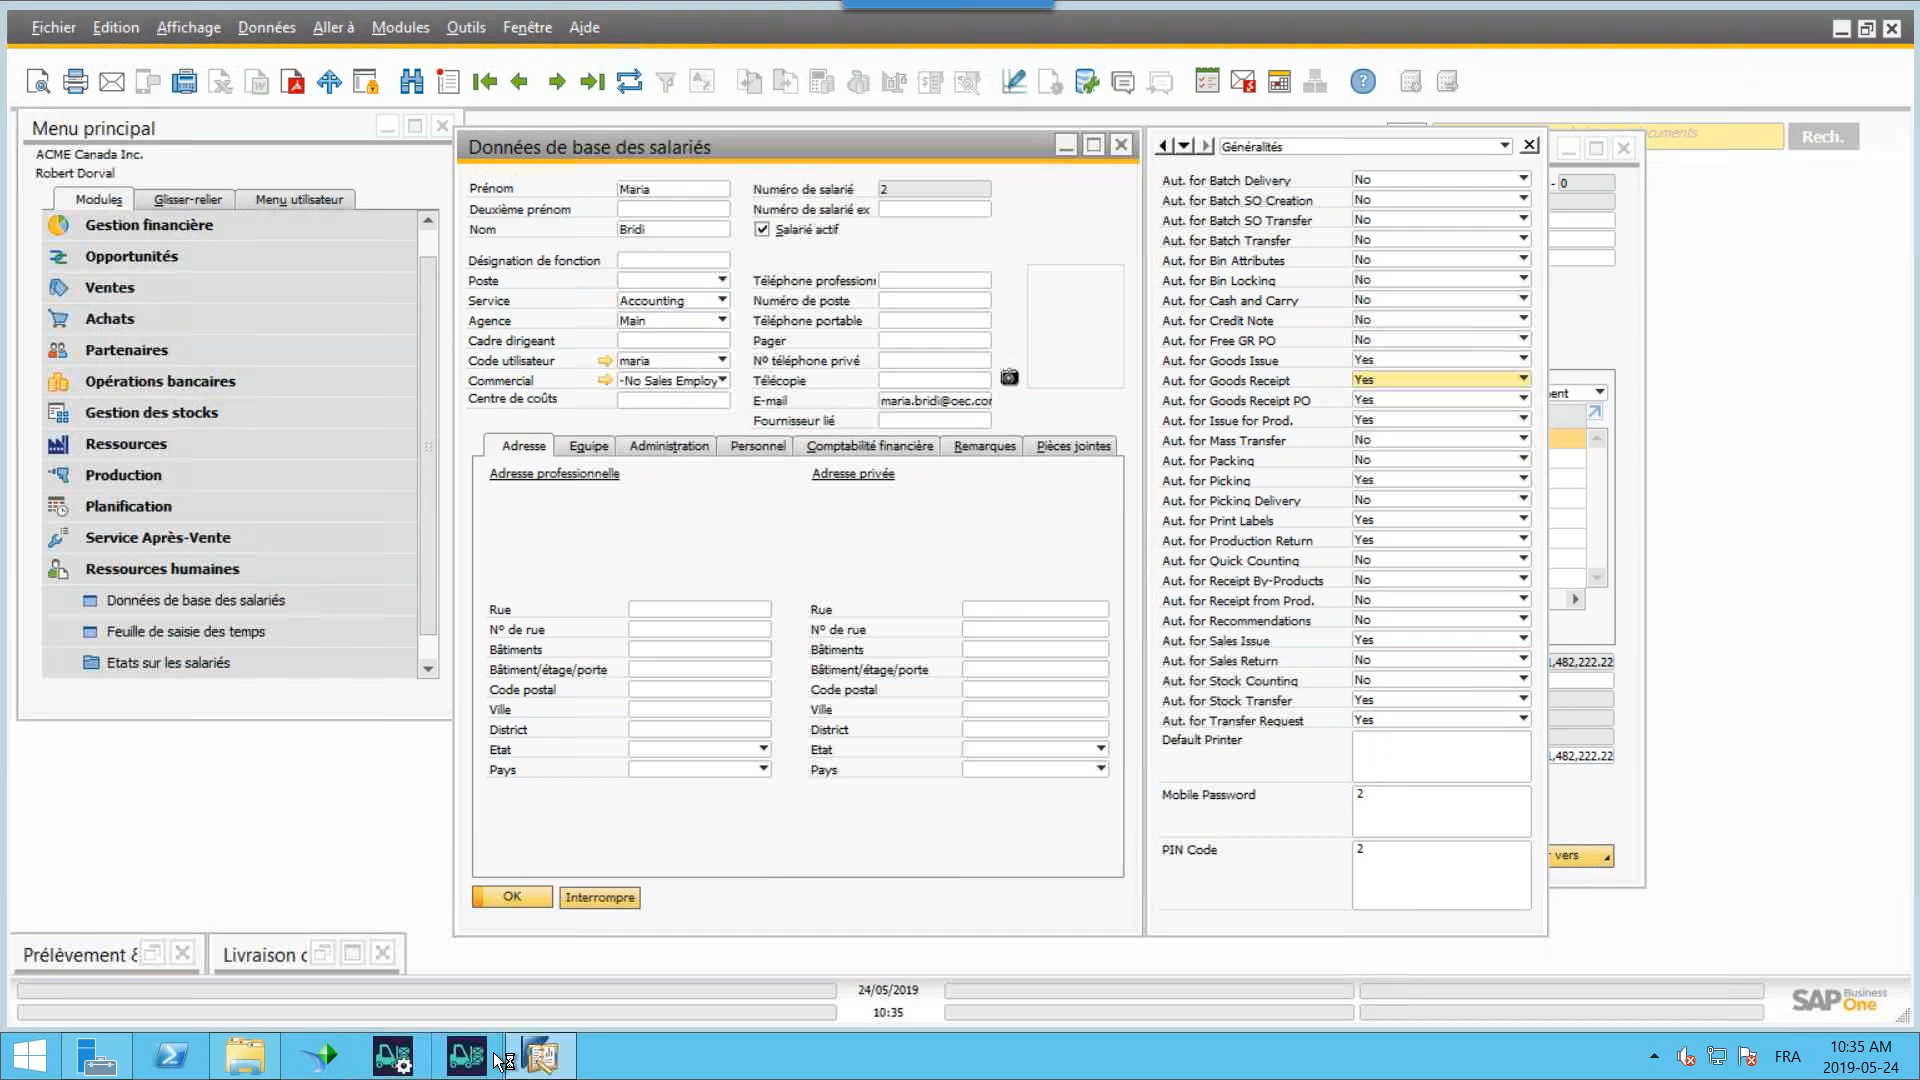 Fichier Edition Affichage Données Aller à Modules Outils Fenêtre Aide
Menu principal
ACME Canada Inc.
Robert Dorval
Modules Glisser-relier Menu utilisateur
Gestion financière
Opportunités
Ventes
Achats
Partenaires
Opérations bancaires
Gestion des stocks
Ressources
Production
Planification
Service Après-Vente
Ressources humaines
Données de base des salariés
Feuille de saisie des temps
Etats sur les salariés
Données de base des salariés
Prénom Maria
Deuxième prénom
Nom Bridi
Désignation de fonction
Poste
Service Accounting
Agence Main
Cadre dirigeant
Code utilisateur maria
Commercial -No Sales Employ
Centre de coûts
Numéro de salarié 2
Numéro de salarié ex
Salarié actif
Téléphone profession
Numéro de poste
Téléphone portable
Pager
Nº téléphone privé
Télécopie
E-mail maria.bridi@oec.co
Fournisseur lié
Adresse Equipe Administration Personnel Comptabilité financière Remarques Pièces jointes
Adresse professionnelle
Rue
Nº de rue
Bâtiments
Bâtiment/étage/porte
Code postal
Ville
District
Etat
Pays
Adresse privée
Rue
Nº de rue
Bâtiments
Bâtiment/étage/porte
Code postal
Ville
District
Etat
Pays
OK Interrompre
Généralités
Aut. for Batch Delivery No
Aut. for Batch SO Creation No
Aut. for Batch SO Transfer No
Aut. for Batch Transfer No
Aut. for Bin Attributes No
Aut. for Bin Locking No
Aut. for Cash and Carry No
Aut. for Credit Note No
Aut. for Free GR PO No
Aut. for Goods Issue Yes
Aut. for Goods Receipt Yes
Aut. for Goods Receipt PO Yes
Aut. for Issue for Prod. Yes
Aut. for Mass Transfer No
Aut. for Packing No
Aut. for Picking Yes
Aut. for Picking Delivery No
Aut. for Print Labels Yes
Aut. for Production Return Yes
Aut. for Quick Counting No
Aut. for Receipt By-Products No
Aut. for Receipt from Prod. No
Aut. for Recommendations No
Aut. for Sales Issue Yes
Aut. for Sales Return No
Aut. for Stock Counting No
Aut. for Stock Transfer Yes
Aut. for Transfer Request Yes
Default Printer
Mobile Password 2
PIN Code 2
Rech.
- 0
ent
,482,222.22
,482,222.22
vers
Prélèvement & Livraison c
24/05/2019
10:35
SAP Business One
FRA
10:35 AM
2019-05-24